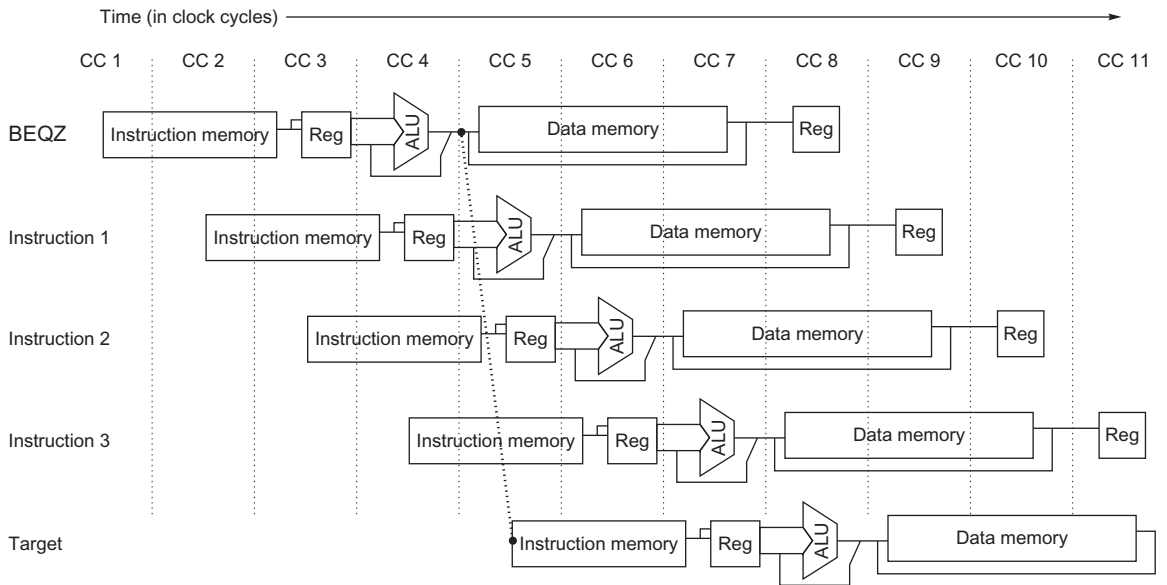 Time (in clock cycles)
CC 1 CC 2 CC 3 CC 4 CC 5 CC 6 CC 7 CC 8 CC 9 CC 10 CC 11
BEQZ Instruction memory Reg ALU Data memory Reg
Instruction 1 Instruction memory Reg ALU Data memory Reg
Instruction 2 Instruction memory Reg ALU Data memory Reg
Instruction 3 Instruction memory Reg ALU Data memory Reg
Target Instruction memory Reg ALU Data memory